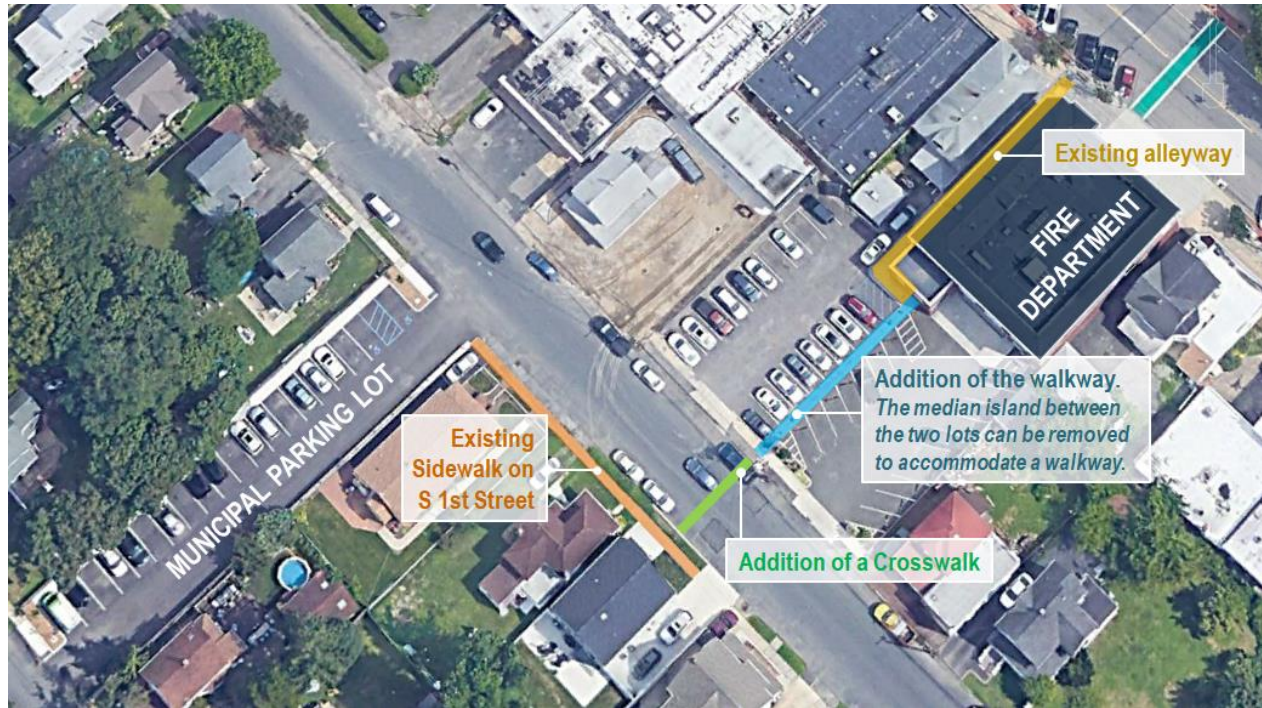 Existing alleyway
FIRE
DEPARTMENT
Addition of the walkway.
The median island between
the two lots can be removed
to accommodate a walkway.
Existing
Sidewalk on
S 1st Street
MUNICIPAL PARKING LOT
Addition of a Crosswalk